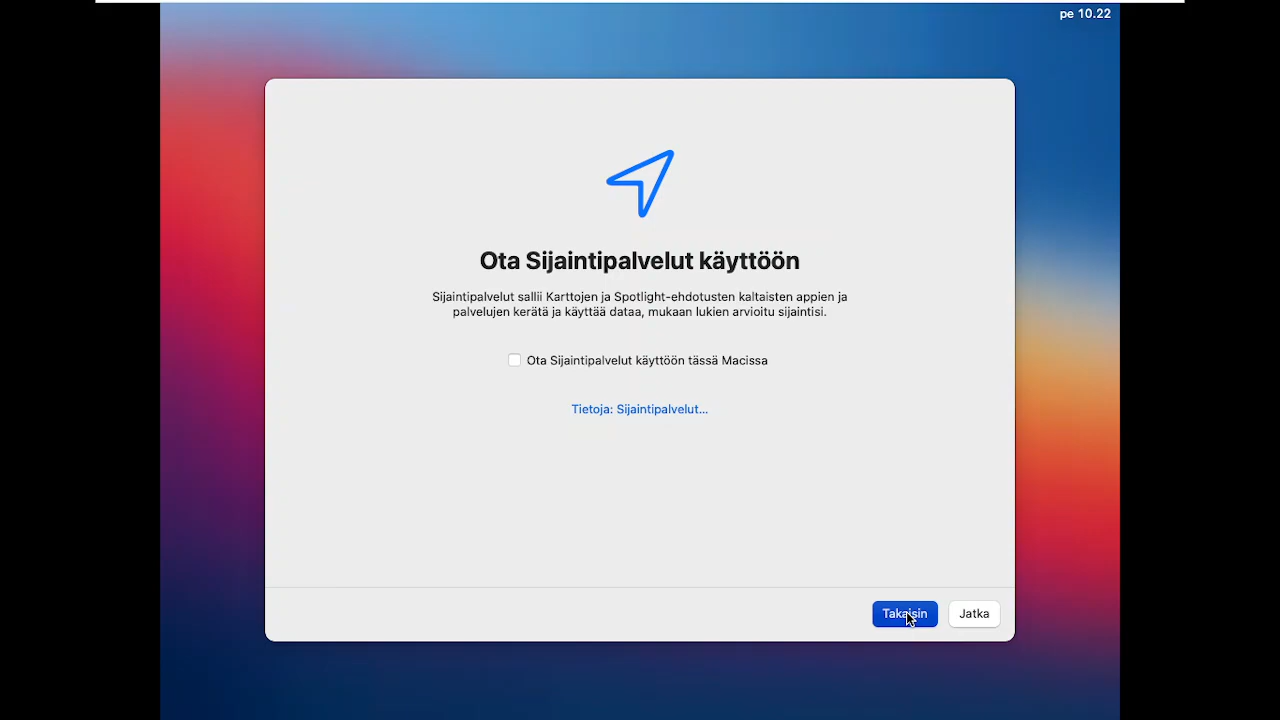 pe 10.22
Ota Sijaintipalvelut käyttöön
Sijaintipalvelut sallii Karttojen ja Spotlight-ehdotusten kaltaisten appien ja
palvelujen kerätä ja käyttää dataa, mukaan lukien arvioitu sijaintisi.
Ota Sijaintipalvelut käyttöön tässä Macissa
Tietoja: Sijaintipalvelut...
Takaisin
Jatka